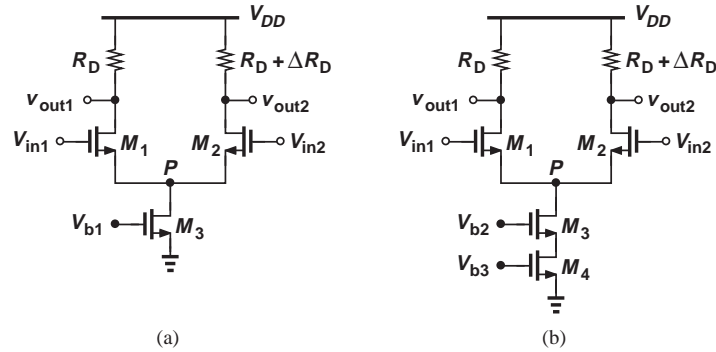 V_DD
V_DD
R_D
R_D + ΔR_D
R_D
R_D + ΔR_D
v_out1
v_out2
v_out1
v_out2
V_in1
M_1
M_2
V_in2
V_in1
M_1
M_2
V_in2
P
P
V_b1
M_3
V_b2
M_3
V_b3
M_4
(a)
(b)